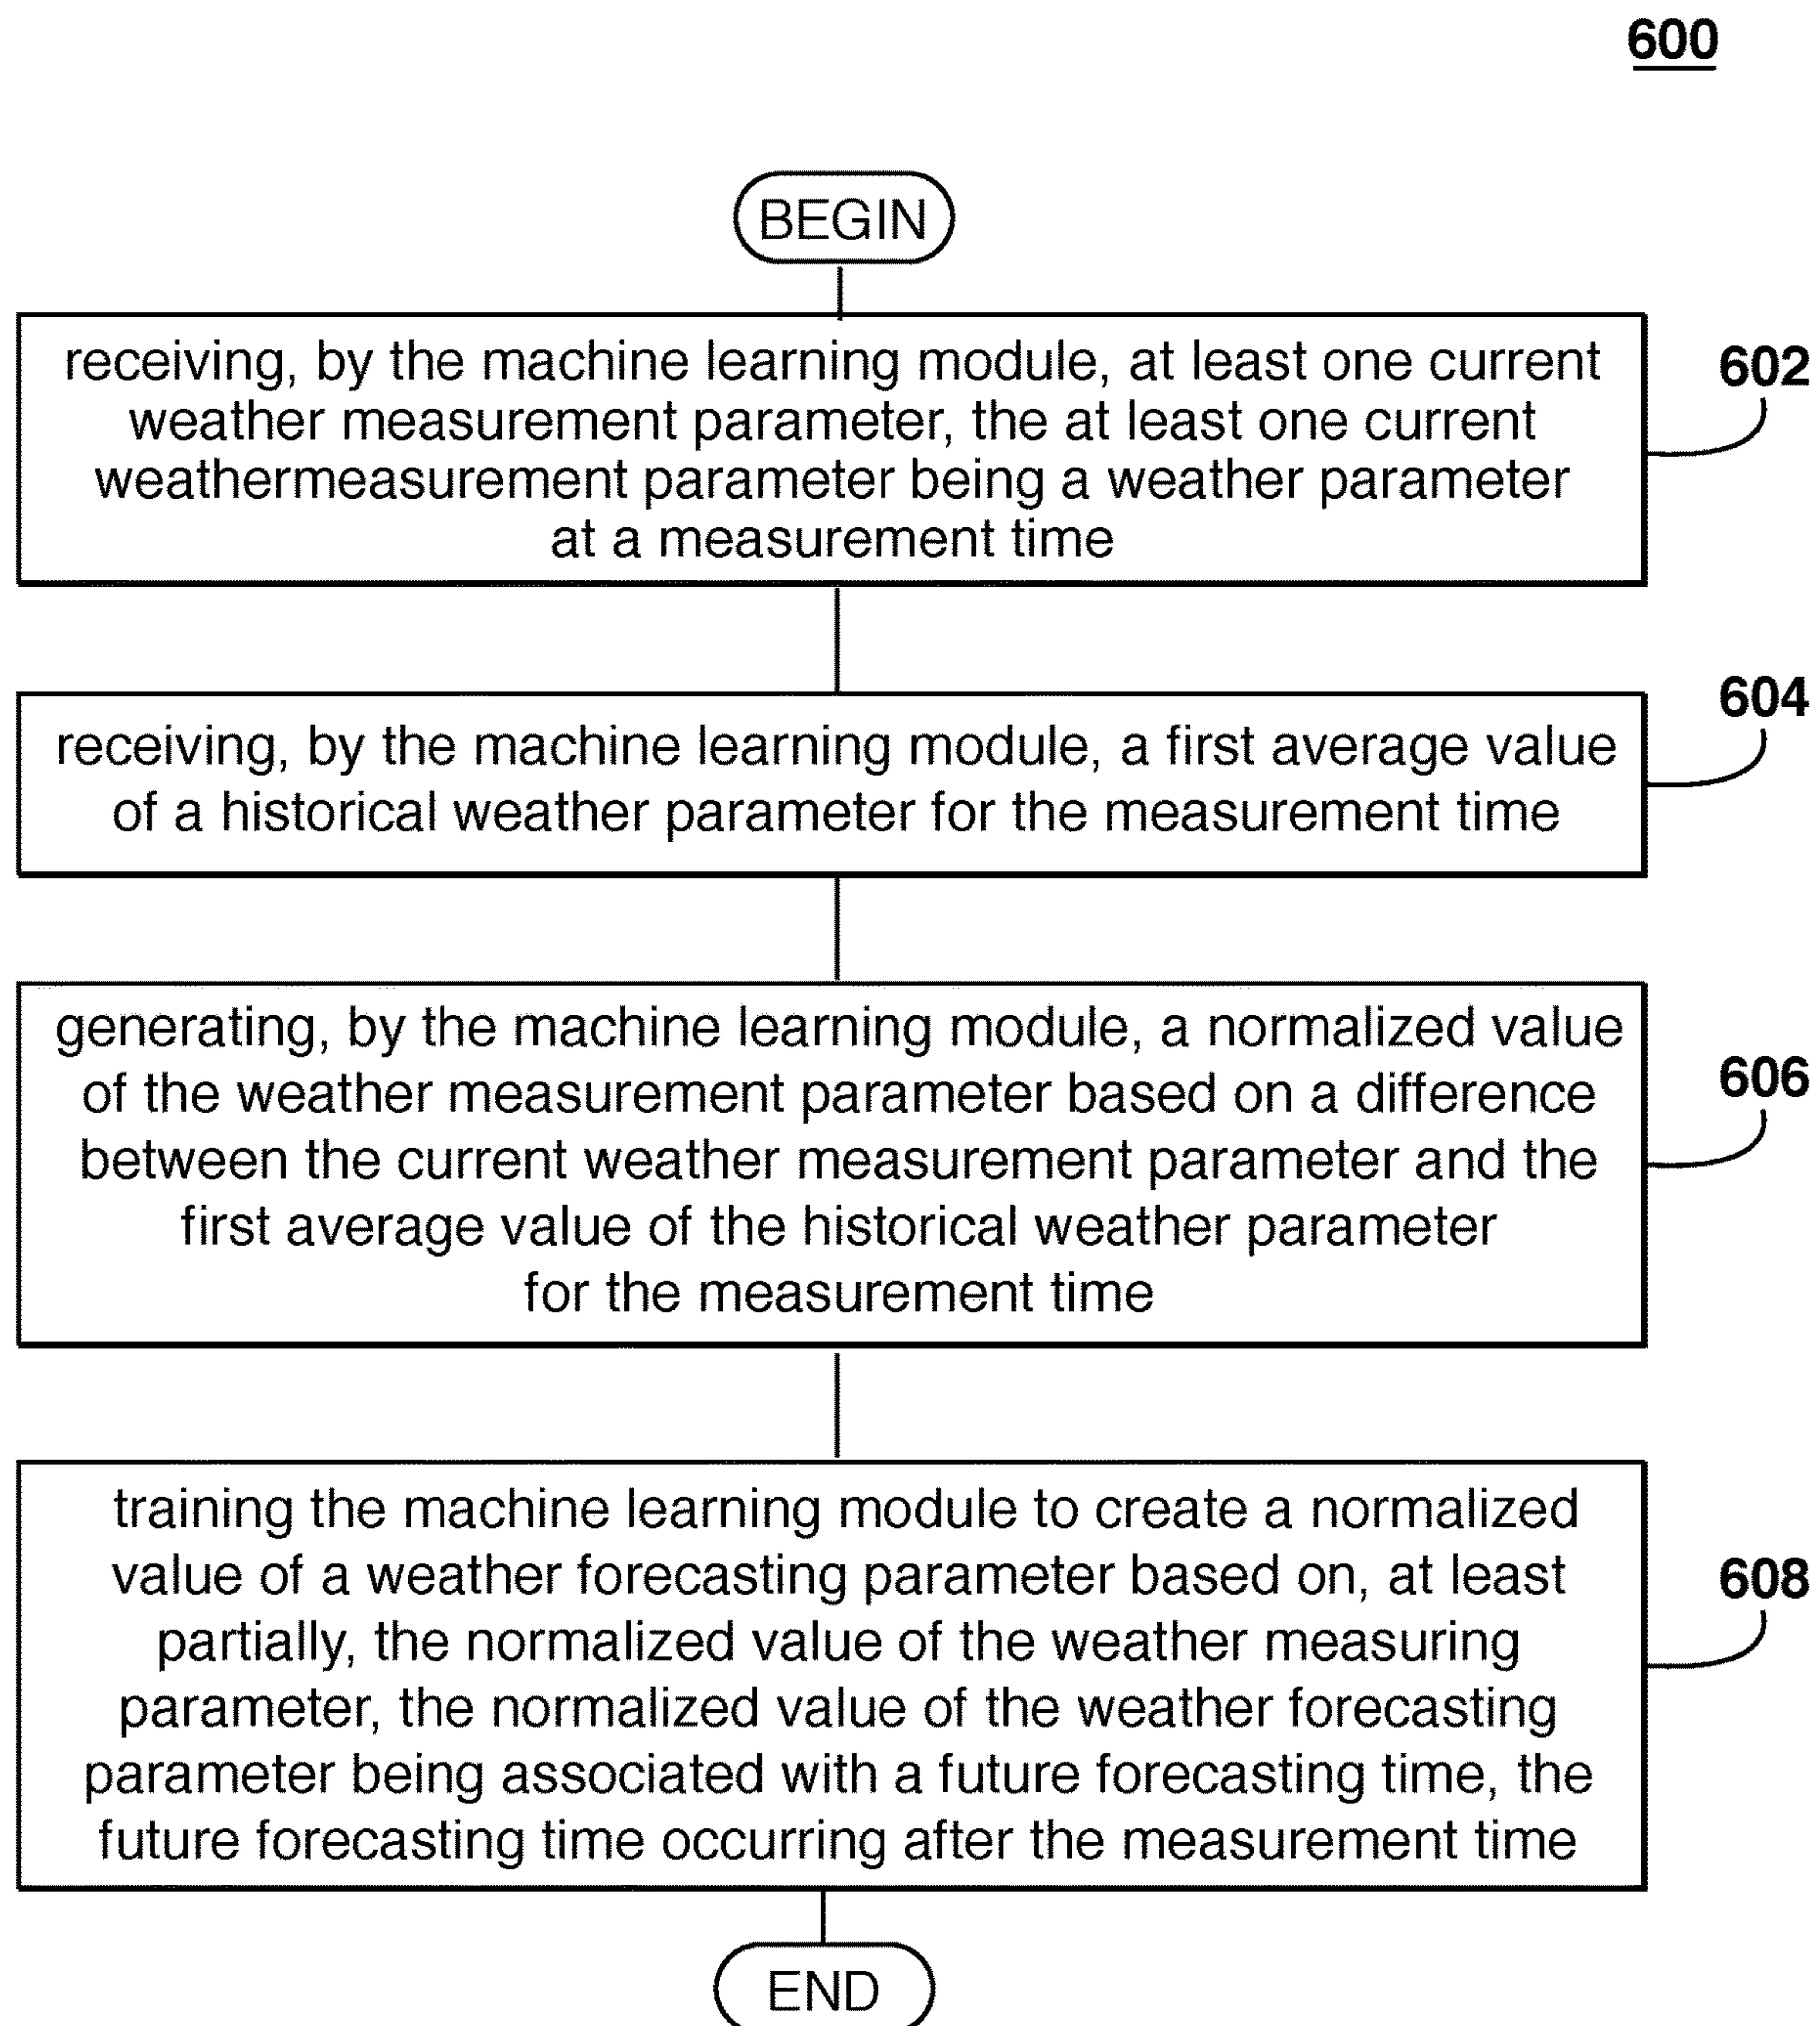 600
BEGIN
receiving, by the machine learning module, at least one current
weather measurement parameter, the at least one current
weathermeasurement parameter being a weather parameter
at a measurement time
602
receiving, by the machine learning module, a first average value
of a historical weather parameter for the measurement time
604
generating, by the machine learning module, a normalized value
of the weather measurement parameter based on a difference
between the current weather measurement parameter and the
first average value of the historical weather parameter
for the measurement time
606
training the machine learning module to create a normalized
value of a weather forecasting parameter based on, at least
partially, the normalized value of the weather measuring
parameter, the normalized value of the weather forecasting
parameter being associated with a future forecasting time, the
future forecasting time occurring after the measurement time
608
END